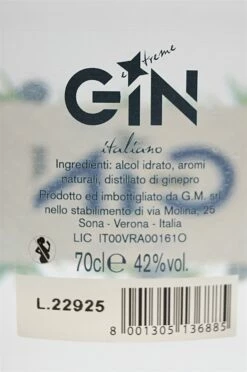 extreme
GIN
italiano
Ingredienti: alcol idrato, aromi
naturali, distillato di ginepro
Prodotto ed imbottigliato da G.M. srl
nello stabilimento di via Molina, 25
Sona - Verona - Italia
LIC IT00VRA00161O
70cl e 42%vol.
L.22925
8 001305 136885